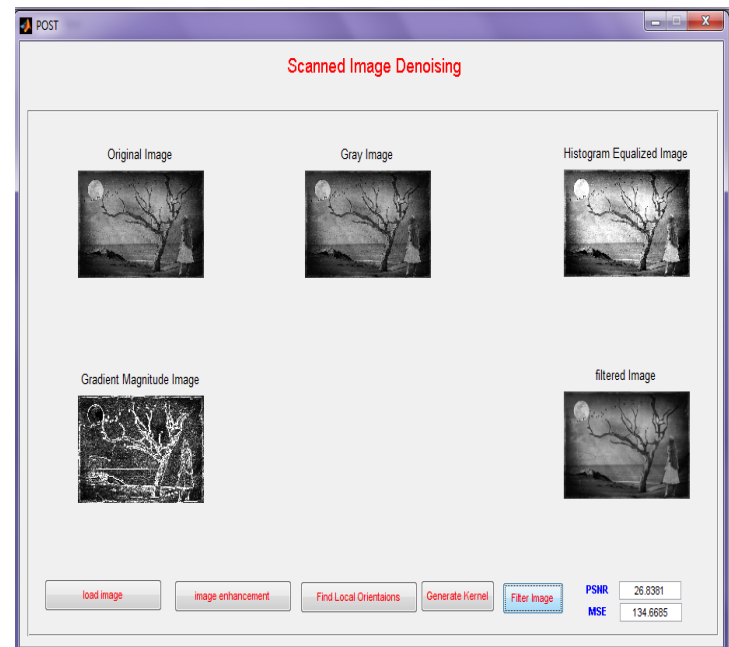 POST
Scanned Image Denoising
Original Image
Gray Image
Histogram Equalized Image
Gradient Magnitude Image
filtered Image
load image
image enhancement
Find Local Orientaions
Generate Kernel
Filter Image
PSNR
26.8381
MSE
134.6685